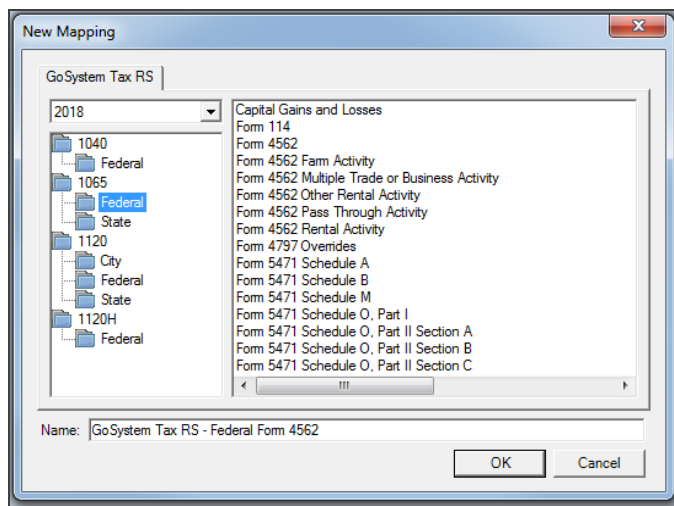 New Mapping
GoSystem Tax RS
2018
1040
Federal
1065
Federal
State
1120
City
Federal
State
1120H
Federal
Capital Gains and Losses
Form 114
Form 4562
Form 4562 Farm Activity
Form 4562 Multiple Trade or Business Activity
Form 4562 Other Rental Activity
Form 4562 Pass Through Activity
Form 4562 Rental Activity
Form 4797 Overrides
Form 5471 Schedule A
Form 5471 Schedule B
Form 5471 Schedule M
Form 5471 Schedule O, Part I
Form 5471 Schedule O, Part II Section A
Form 5471 Schedule O, Part II Section B
Form 5471 Schedule O, Part II Section C
Name: GoSystem Tax RS - Federal Form 4562
OK Cancel